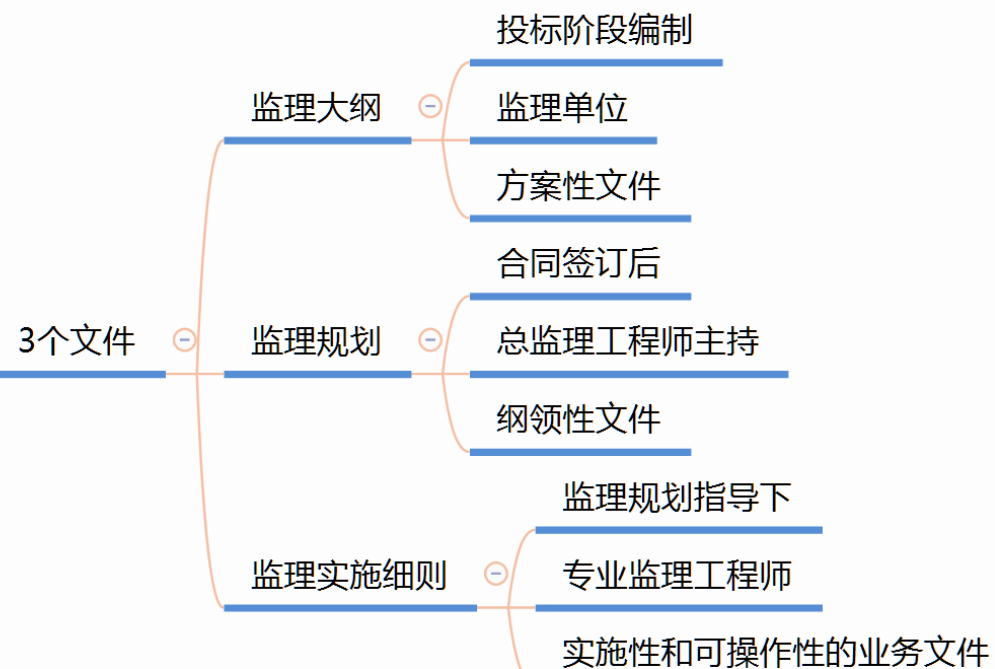 3个文件
监理大纲
投标阶段编制
监理单位
方案性文件
监理规划
合同签订后
总监理工程师主持
纲领性文件
监理实施细则
监理规划指导下
专业监理工程师
实施性和可操作性的业务文件